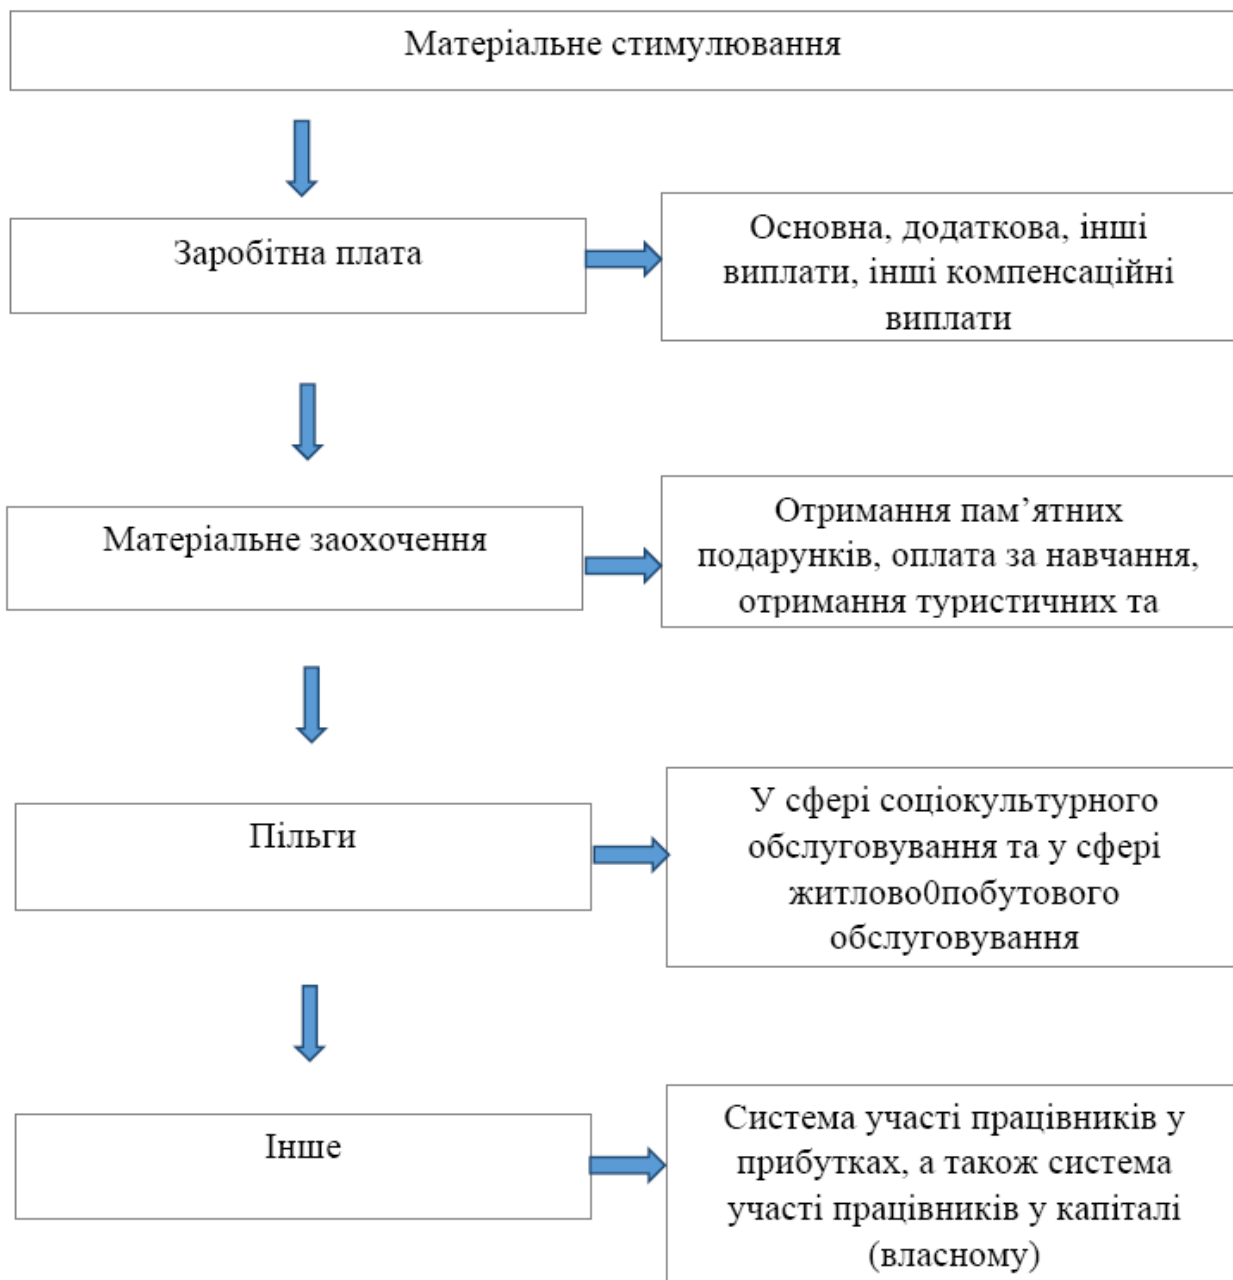 Матеріальне стимулювання
Заробітна плата
Основна, додаткова, інші
виплати, інші компенсаційні
виплати
Матеріальне заохочення
Отримання пам’ятних
подарунків, оплата за навчання,
отримання туристичних та
Пільги
У сфері соціокультурного
обслуговування та у сфері
житлово0побутового
обслуговування
Інше
Система участі працівників у
прибутках, а також система
участі працівників у капіталі
(власному)